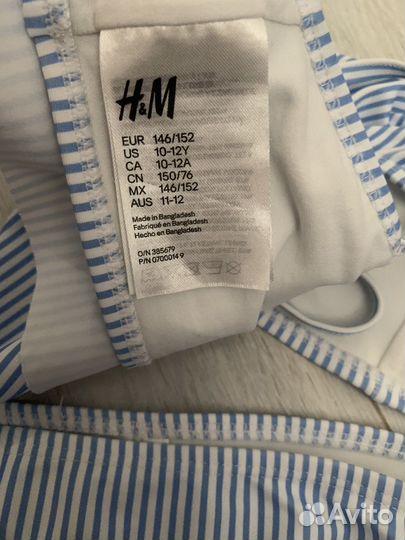 H&M
EUR 146/152
US 10-12Y
CA 10-12A
CN 150/76
MX 146/152
AUS 11-12
Made in Bangladesh
Fabriqué en Bangladesh
Hecho en Bangladesh
O/N 385679
P/N 0700014 9
Avito